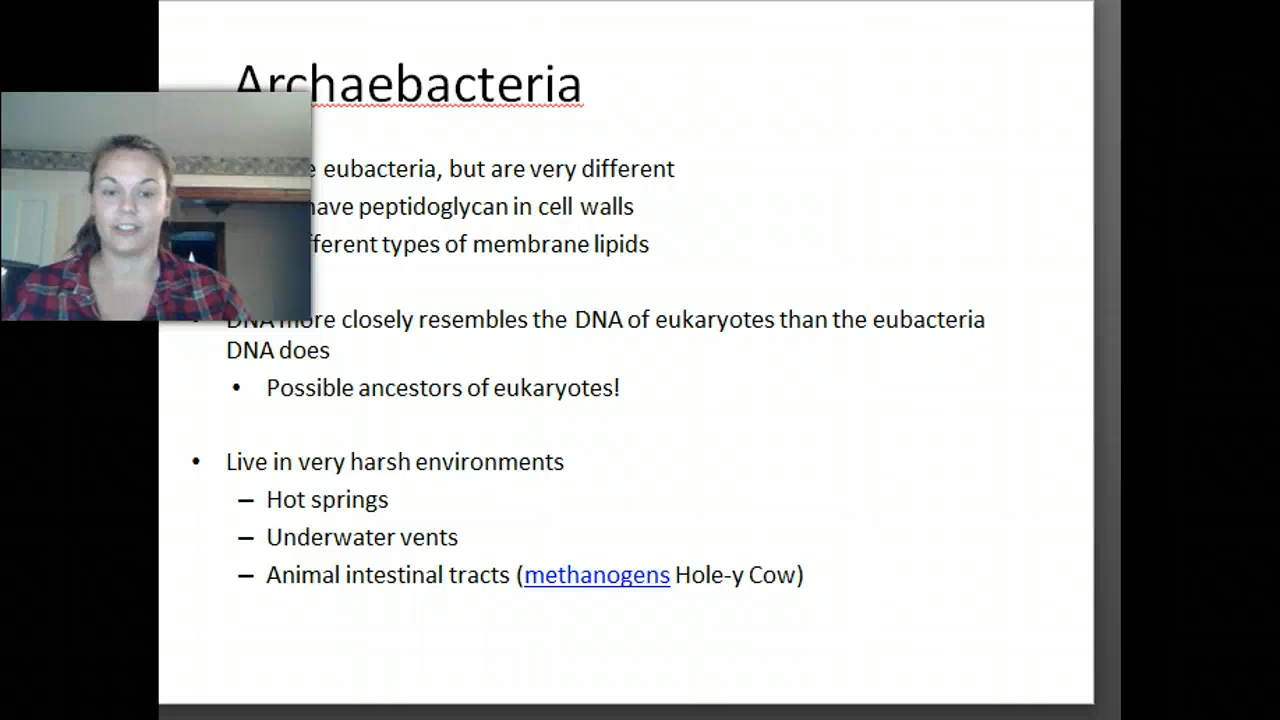 Archaebacteria
eubacteria, but are very different
have peptidoglycan in cell walls
types of membrane lipids
• DNA more closely resembles the DNA of eukaryotes than the eubacteria
DNA does
• Possible ancestors of eukaryotes!
• Live in very harsh environments
– Hot springs
– Underwater vents
– Animal intestinal tracts (methanogens Hole-y Cow)